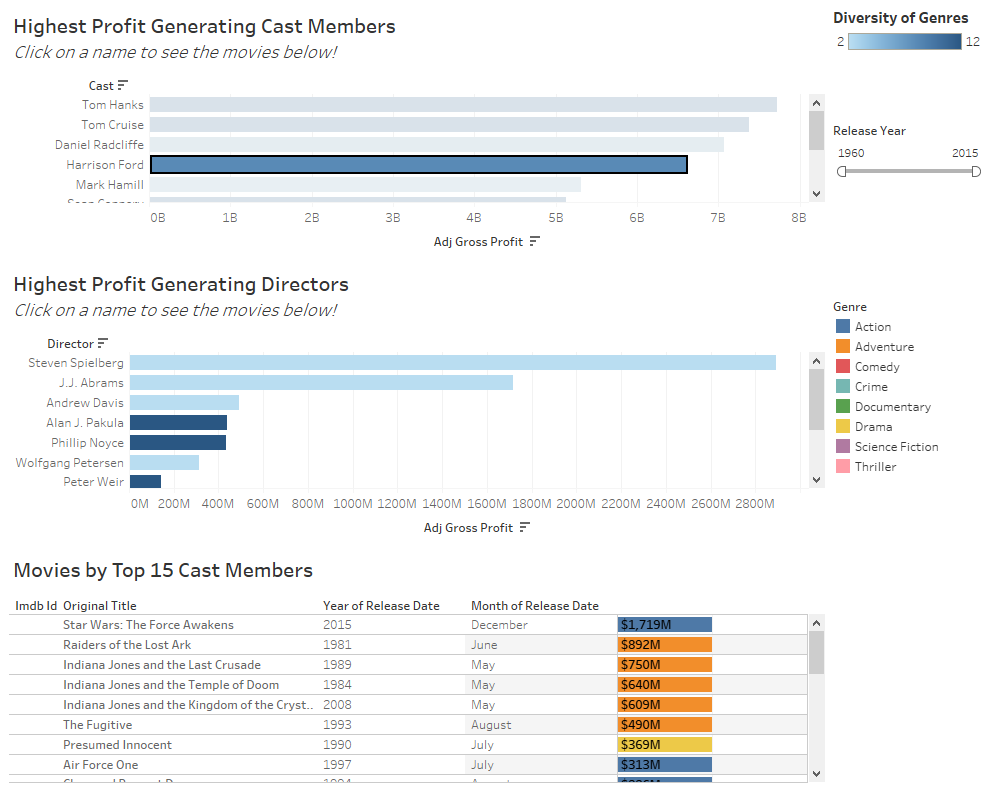 Highest Profit Generating Cast Members
Click on a name to see the movies below!
Cast
Tom Hanks
Tom Cruise
Daniel Radcliffe
Harrison Ford
Mark Hamill
0B 1B 2B 3B 4B 5B 6B 7B 8B
Adj Gross Profit
Diversity of Genres
2 12
Release Year
1960 2015
Highest Profit Generating Directors
Click on a name to see the movies below!
Director
Steven Spielberg
J.J. Abrams
Andrew Davis
Alan J. Pakula
Phillip Noyce
Wolfgang Petersen
Peter Weir
0M 200M 400M 600M 800M 1000M 1200M 1400M 1600M 1800M 2000M 2200M 2400M 2600M 2800M
Adj Gross Profit
Genre
Action
Adventure
Comedy
Crime
Documentary
Drama
Science Fiction
Thriller
Movies by Top 15 Cast Members
Imdb Id Original Title Year of Release Date Month of Release Date
Star Wars: The Force Awakens 2015 December $1,719M
Raiders of the Lost Ark 1981 June $892M
Indiana Jones and the Last Crusade 1989 May $750M
Indiana Jones and the Temple of Doom 1984 May $640M
Indiana Jones and the Kingdom of the Cryst.. 2008 May $609M
The Fugitive 1993 August $490M
Presumed Innocent 1990 July $369M
Air Force One 1997 July $313M